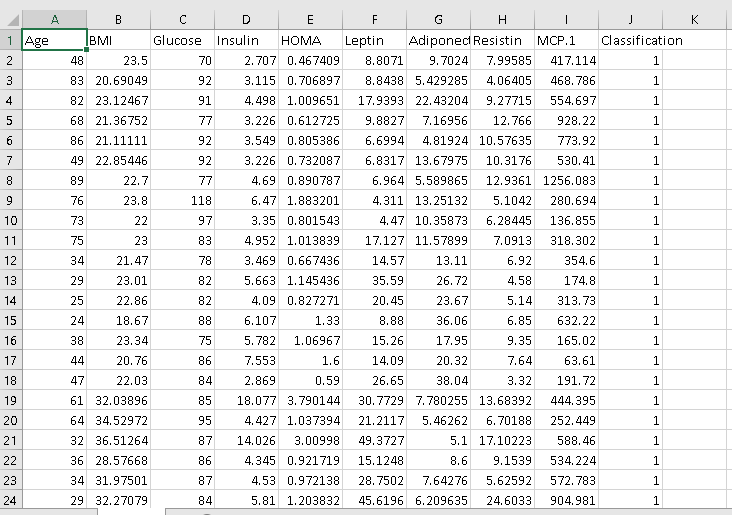 A B C D E F G H I J K
1 Age BMI Glucose Insulin HOMA Leptin Adiponect Resistin MCP.1 Classification
2 48 23.5 70 2.707 0.467409 8.8071 9.7024 7.99585 417.114 1
3 83 20.69049 92 3.115 0.706897 8.8438 5.429285 4.06405 468.786 1
4 82 23.12467 91 4.498 1.009651 17.9393 22.43204 9.27715 554.697 1
5 68 21.36752 77 3.226 0.612725 9.8827 7.16956 12.766 928.22 1
6 86 21.11111 92 3.549 0.805386 6.6994 4.81924 10.57635 773.92 1
7 49 22.85446 92 3.226 0.732087 6.8317 13.67975 10.3176 530.41 1
8 89 22.7 77 4.69 0.890787 6.964 5.589865 12.9361 1256.083 1
9 76 23.8 118 6.47 1.883201 4.311 13.25132 5.1042 280.694 1
10 73 22 97 3.35 0.801543 4.47 10.35873 6.28445 136.855 1
11 75 23 83 4.952 1.013839 17.127 11.57899 7.0913 318.302 1
12 34 21.47 78 3.469 0.667436 14.57 13.11 6.92 354.6 1
13 29 23.01 82 5.663 1.145436 35.59 26.72 4.58 174.8 1
14 25 22.86 82 4.09 0.827271 20.45 23.67 5.14 313.73 1
15 24 18.67 88 6.107 1.33 8.88 36.06 6.85 632.22 1
16 38 23.34 75 5.782 1.06967 15.26 17.95 9.35 165.02 1
17 44 20.76 86 7.553 1.6 14.09 20.32 7.64 63.61 1
18 47 22.03 84 2.869 0.59 26.65 38.04 3.32 191.72 1
19 61 32.03896 85 18.077 3.790144 30.7729 7.780255 13.68392 444.395 1
20 64 34.52972 95 4.427 1.037394 21.2117 5.46262 6.70188 252.449 1
21 32 36.51264 87 14.026 3.00998 49.3727 5.1 17.10223 588.46 1
22 36 28.57668 86 4.345 0.921719 15.1248 8.6 9.1539 534.224 1
23 34 31.97501 87 4.53 0.972138 28.7502 7.64276 5.62592 572.783 1
24 29 32.27079 84 5.81 1.203832 45.6196 6.209635 24.6033 904.981 1